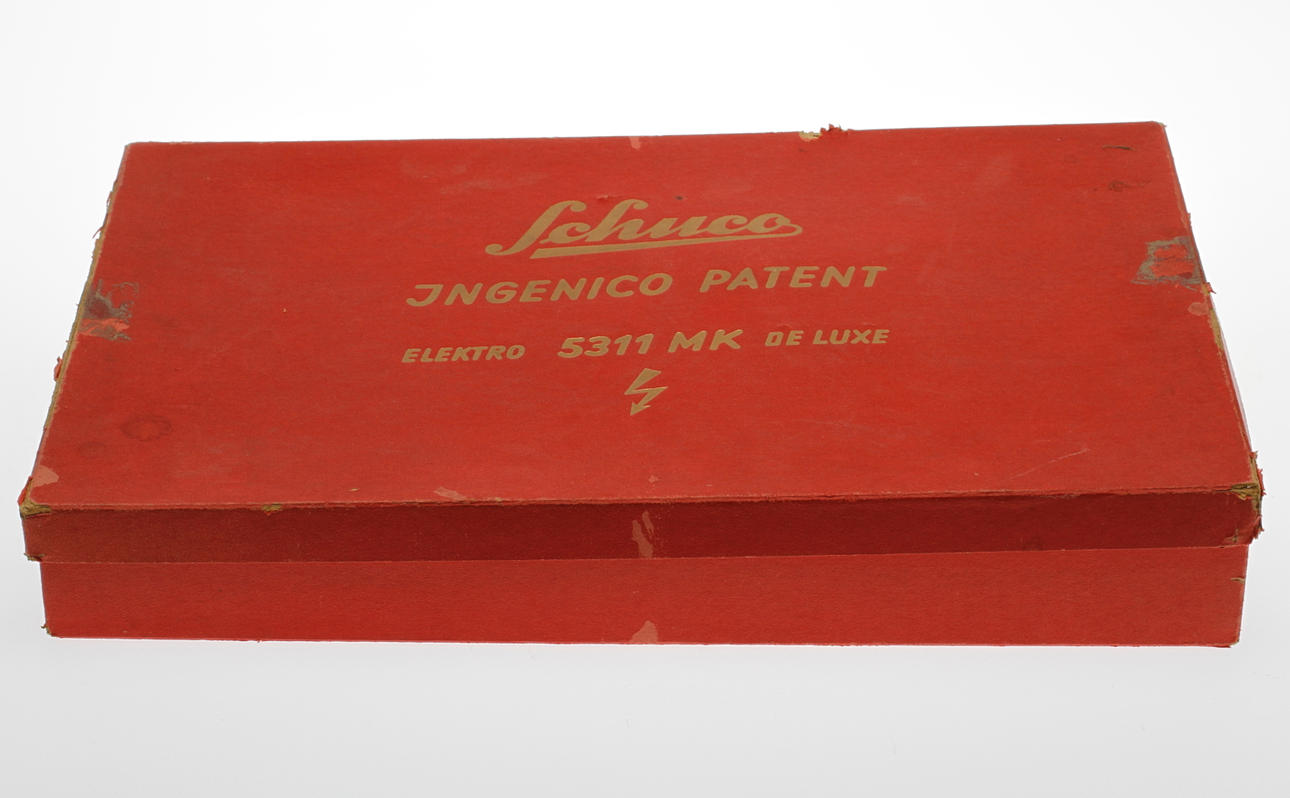 Schuco
JNGENICO PATENT
ELEKTRO 5311 MK DE LUXE